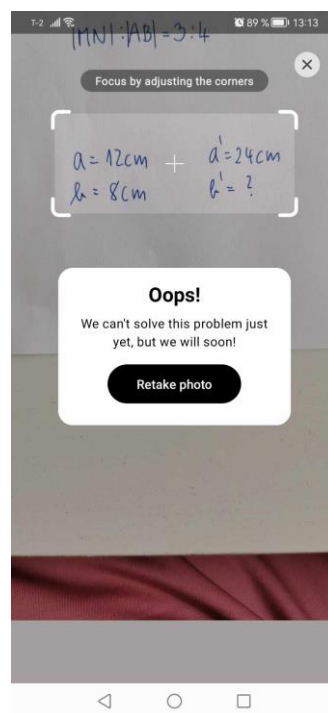 T-2 89 % 13:13
|MN| : |AB| = 3:4
Focus by adjusting the corners
a = 12cm a' = 24cm
b = 8cm b' = ?
Oops!
We can't solve this problem just
yet, but we will soon!
Retake photo